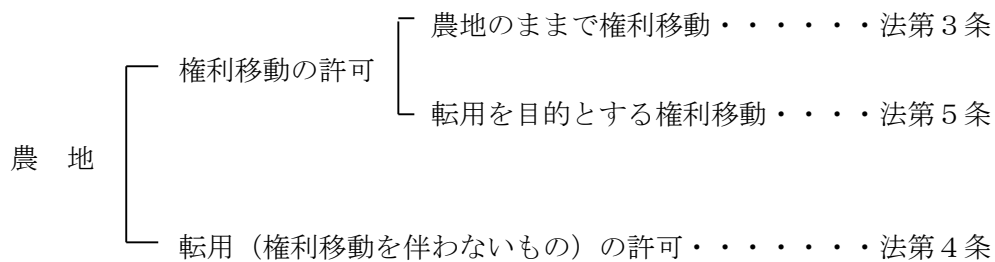 農地のままで権利移動・・・・・・法第３条
権利移動の許可
転用を目的とする権利移動・・・・法第５条
農　地
転用（権利移動を伴わないもの）の許可・・・・・・・法第４条